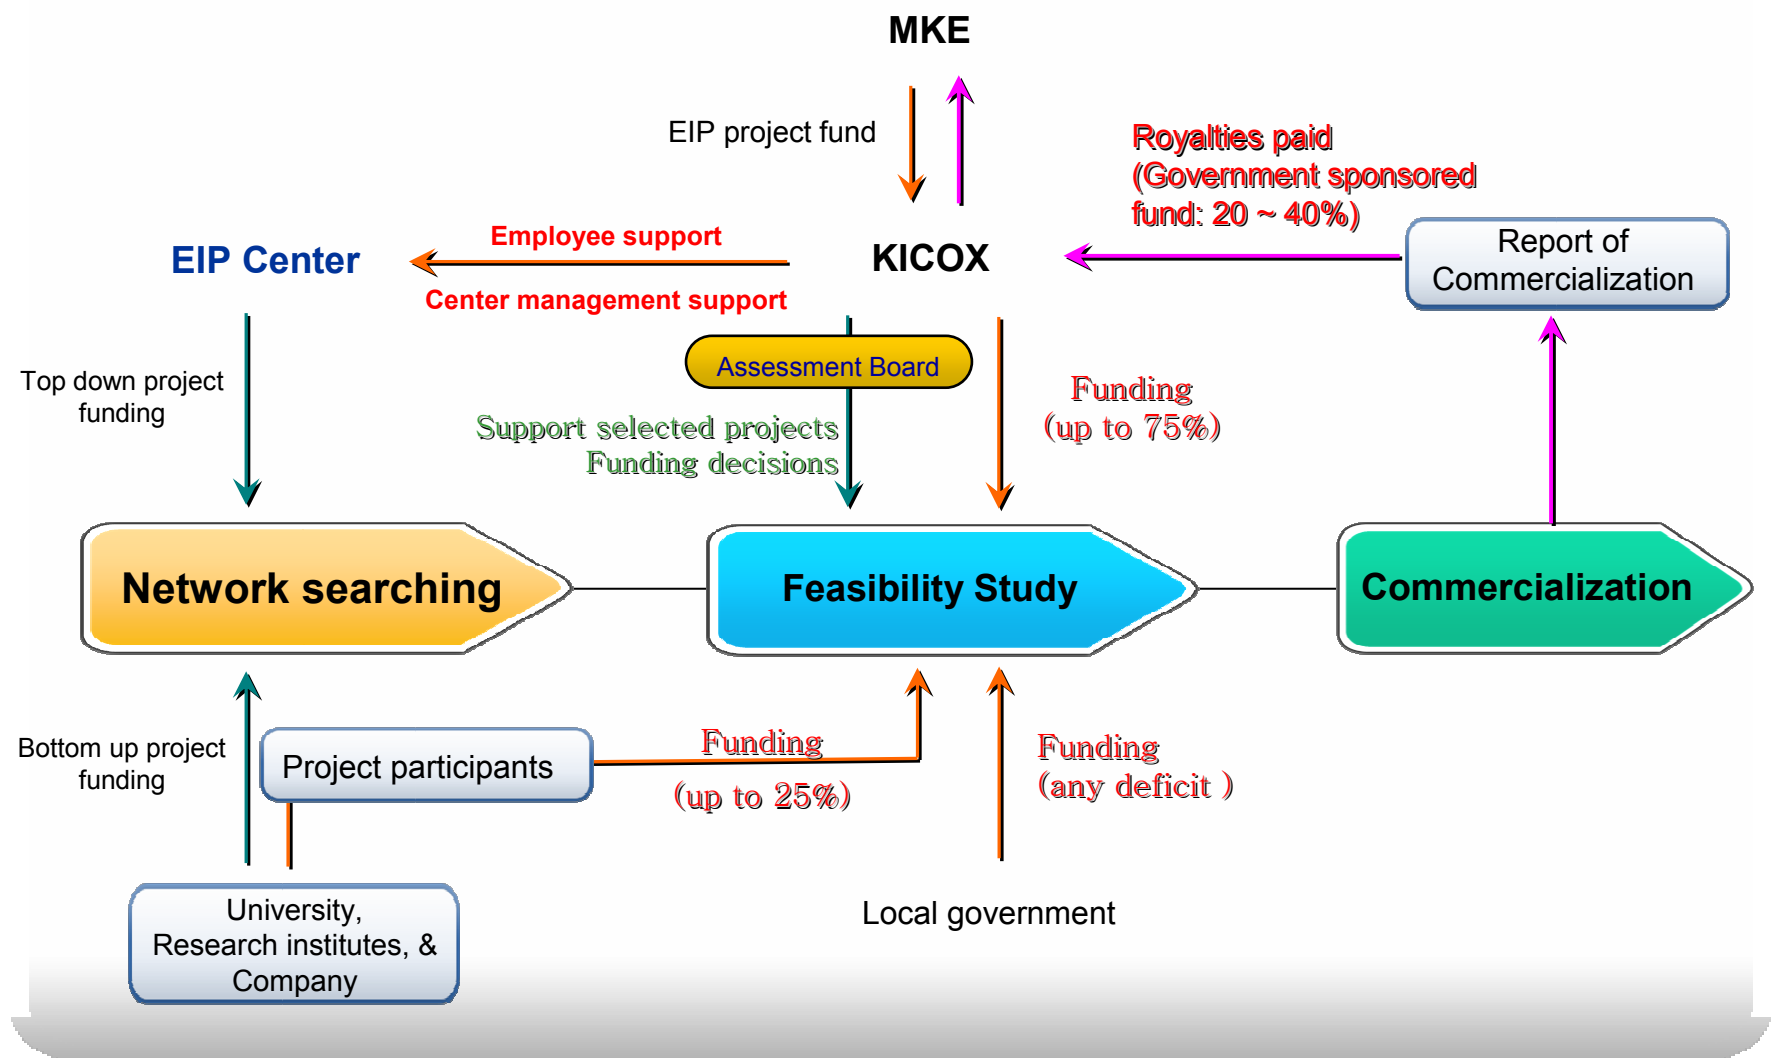 MKE
EIP project fund
Royalties paid
(Government sponsored
fund: 20 ~ 40%)
Employee support
EIP Center
KICOX
Report of
Commercialization
Center management support
Assessment Board
Top down project
funding
Funding
(up to 75%)
Support selected projects
Funding decisions
Network searching
Feasibility Study
Commercialization
Bottom up project
funding
Project participants
Funding
(up to 25%)
Funding
(any deficit )
University,
Research institutes, &
Company
Local government